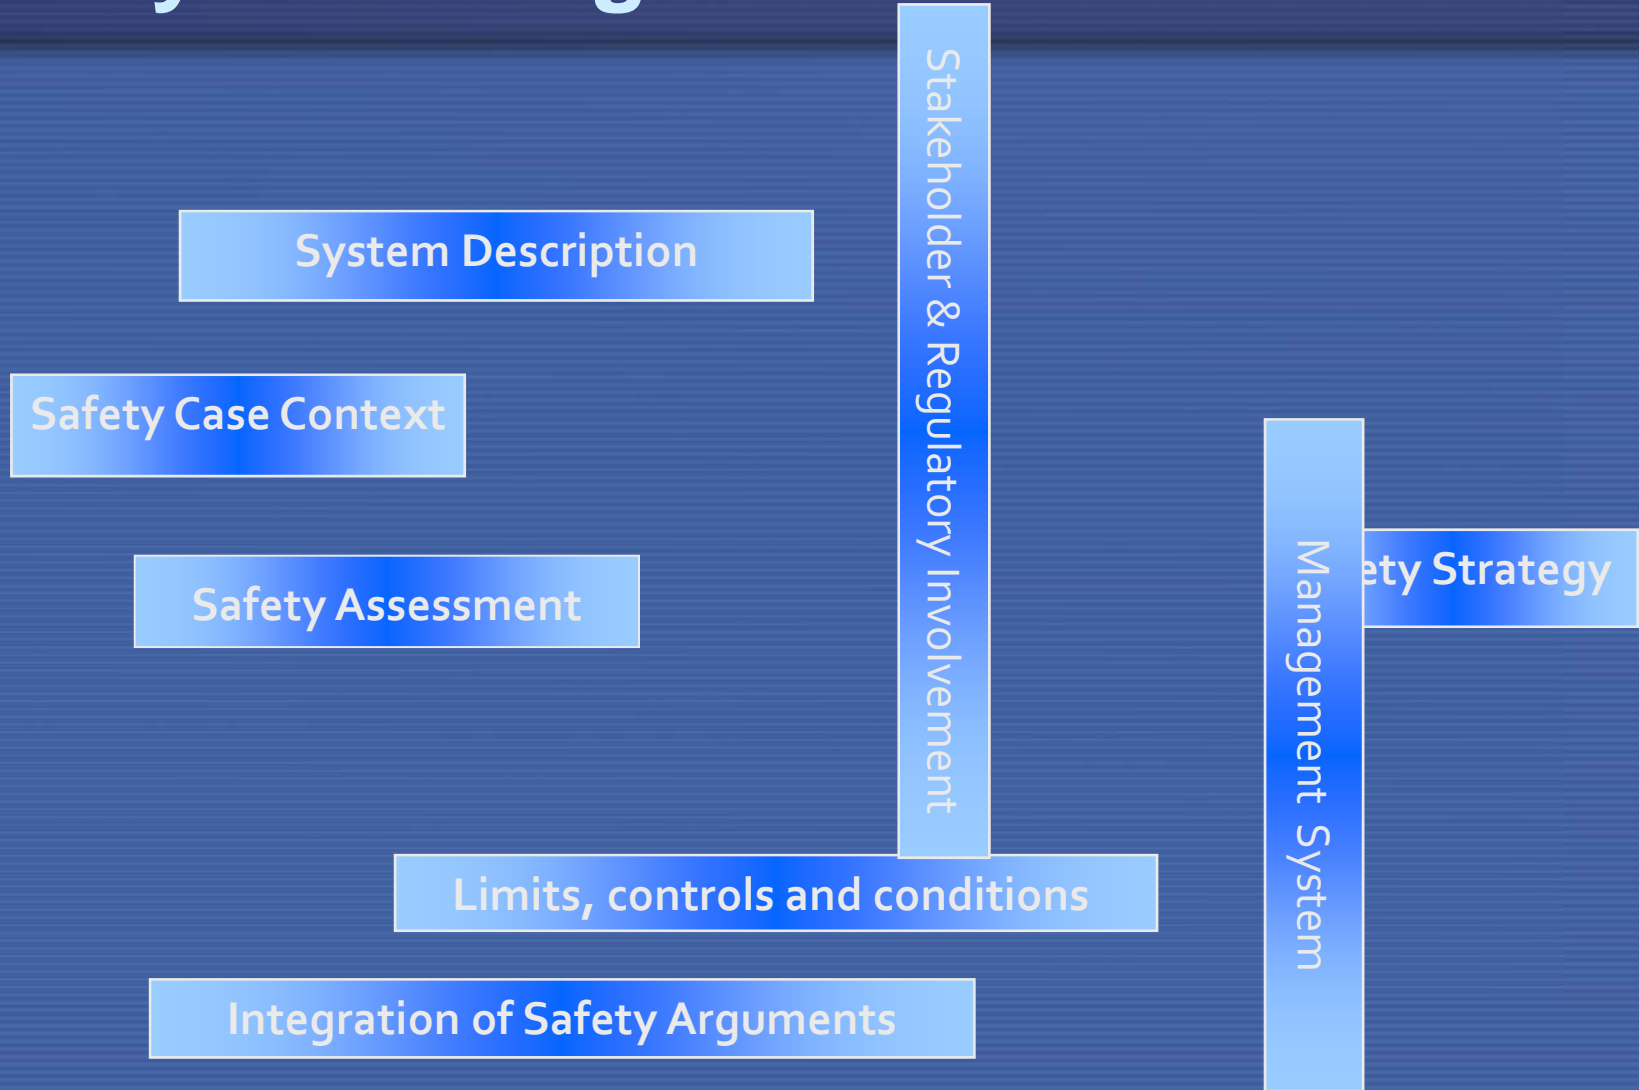 Stakeholder & Regulatory Involvement
System Description
Safety Case Context
Management System
ety Strategy
Safety Assessment
Limits, controls and conditions
Integration of Safety Arguments